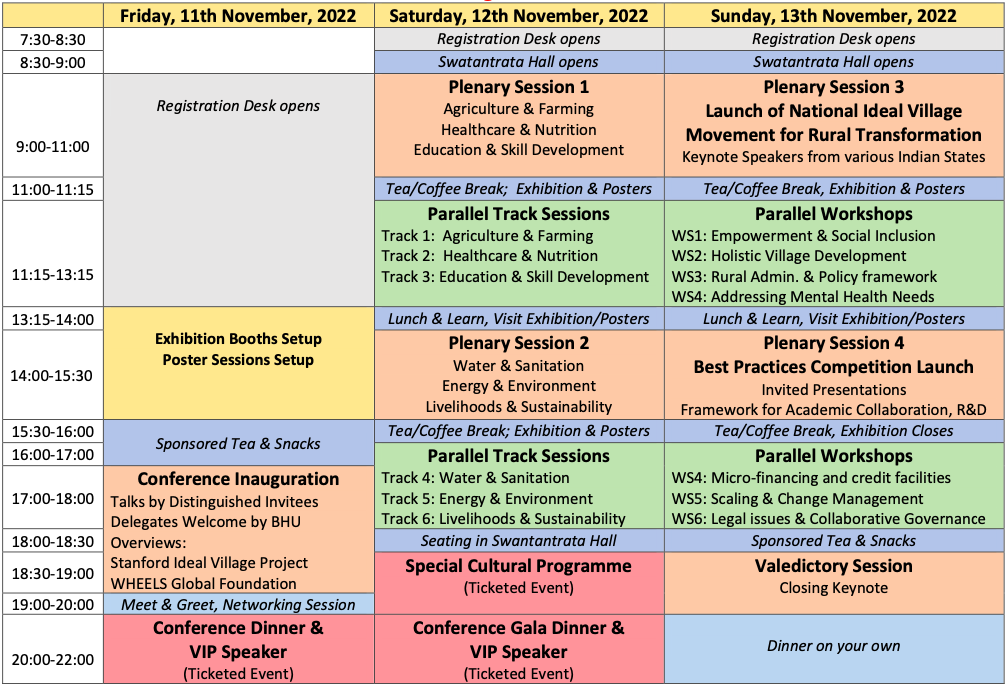 Friday, 11th November, 2022 Saturday, 12th November, 2022 Sunday, 13th November, 2022
7:30-8:30 Registration Desk opens Registration Desk opens
8:30-9:00 Swatantrata Hall opens Swatantrata Hall opens
9:00-11:00
Registration Desk opens
Plenary Session 1
Agriculture & Farming
Healthcare & Nutrition
Education & Skill Development
Plenary Session 3
Launch of National Ideal Village
Movement for Rural Transformation
Keynote Speakers from various Indian States
11:00-11:15 Tea/Coffee Break; Exhibition & Posters Tea/Coffee Break, Exhibition & Posters
11:15-13:15
Parallel Track Sessions
Track 1: Agriculture & Farming
Track 2: Healthcare & Nutrition
Track 3: Education & Skill Development
Parallel Workshops
WS1: Empowerment & Social Inclusion
WS2: Holistic Village Development
WS3: Rural Admin. & Policy framework
WS4: Addressing Mental Health Needs
13:15-14:00 Lunch & Learn, Visit Exhibition/Posters Lunch & Learn, Visit Exhibition/Posters
Exhibition Booths Setup
Poster Sessions Setup
14:00-15:30
Plenary Session 2
Water & Sanitation
Energy & Environment
Livelihoods & Sustainability
Plenary Session 4
Best Practices Competition Launch
Invited Presentations
Framework for Academic Collaboration, R&D
15:30-16:00 Tea/Coffee Break; Exhibition & Posters Tea/Coffee Break, Exhibition Closes
Sponsored Tea & Snacks
16:00-17:00
17:00-18:00
Conference Inauguration
Talks by Distinguished Invitees
Delegates Welcome by BHU
Overviews:
Stanford Ideal Village Project
WHEELS Global Foundation
Parallel Track Sessions
Track 4: Water & Sanitation
Track 5: Energy & Environment
Track 6: Livelihoods & Sustainability
Parallel Workshops
WS4: Micro-financing and credit facilities
WS5: Scaling & Change Management
WS6: Legal issues & Collaborative Governance
18:00-18:30 Seating in Swantantrata Hall Sponsored Tea & Snacks
18:30-19:00
Special Cultural Programme
(Ticketed Event)
Valedictory Session
Closing Keynote
19:00-20:00 Meet & Greet, Networking Session
20:00-22:00
Conference Dinner &
VIP Speaker
(Ticketed Event)
Conference Gala Dinner &
VIP Speaker
(Ticketed Event)
Dinner on your own